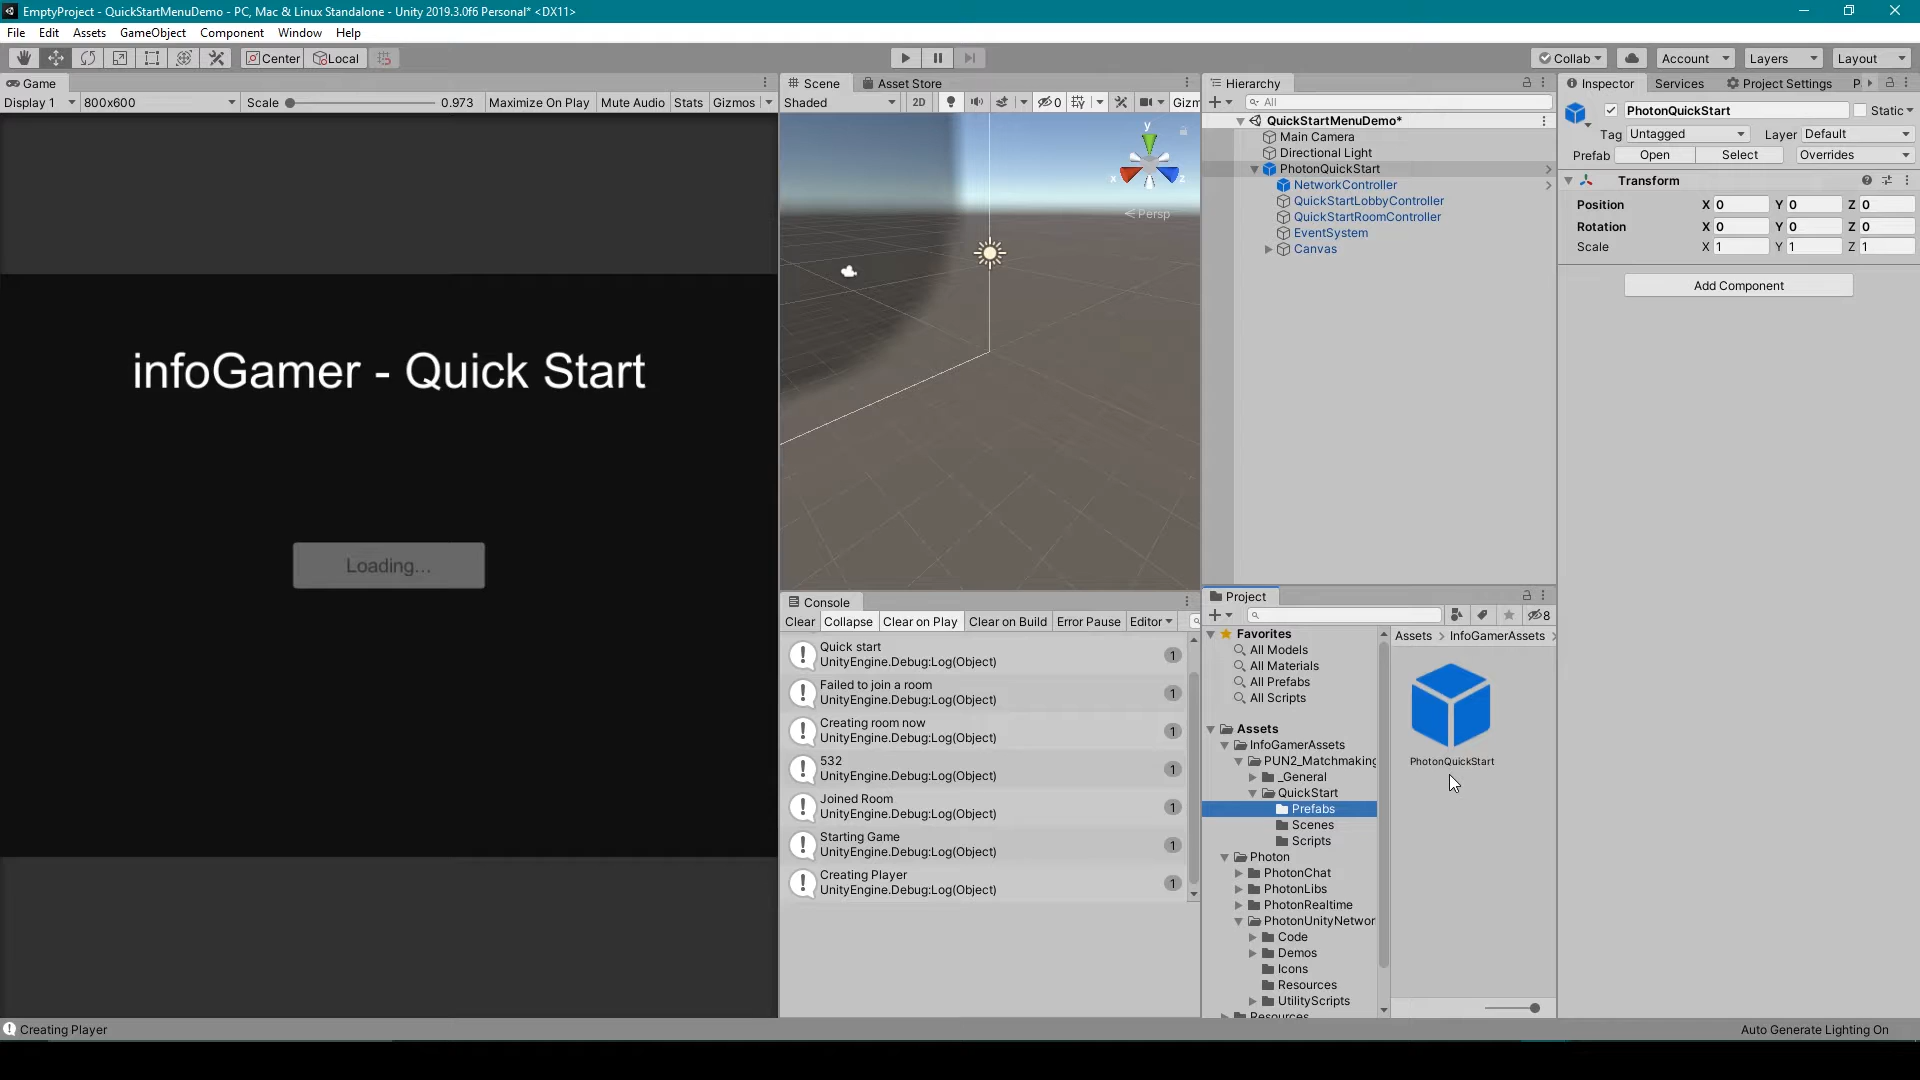 EmptyProject - QuickStartMenuDemo - PC, Mac & Linux Standalone - Unity 2019.3.0f6 Personal* <DX11>
File Edit Assets GameObject Component Window Help
Center Local Collab Account Layers Layout
Game
Display 1 800x600 Scale 0.973 Maximize On Play Mute Audio Stats Gizmos
infoGamer - Quick Start
Loading...
Scene Asset Store
Shaded 2D 0 Gizm
y
x z
Persp
Console
Clear Collapse Clear on Play Clear on Build Error Pause Editor
Quick start
UnityEngine.Debug:Log(Object) 1
Failed to join a room
UnityEngine.Debug:Log(Object) 1
Creating room now
UnityEngine.Debug:Log(Object) 1
532
UnityEngine.Debug:Log(Object) 1
Joined Room
UnityEngine.Debug:Log(Object) 1
Starting Game
UnityEngine.Debug:Log(Object) 1
Creating Player
UnityEngine.Debug:Log(Object) 1
Hierarchy
All
QuickStartMenuDemo*
Main Camera
Directional Light
PhotonQuickStart
NetworkController
QuickStartLobbyController
QuickStartRoomController
EventSystem
Canvas
Project
8
Favorites
All Models
All Materials
All Prefabs
All Scripts
Assets
InfoGamerAssets
PUN2_Matchmaking
_General
QuickStart
Prefabs
Scenes
Scripts
Photon
PhotonChat
PhotonLibs
PhotonRealtime
PhotonUnityNetwor
Code
Demos
Icons
Resources
UtilityScripts
Resources
Assets > InfoGamerAssets >
PhotonQuickStart
Inspector Services Project Settings P
PhotonQuickStart Static
Tag Untagged Layer Default
Prefab Open Select Overrides
Transform
Position X 0 Y 0 Z 0
Rotation X 0 Y 0 Z 0
Scale X 1 Y 1 Z 1
Add Component
Creating Player
Auto Generate Lighting On